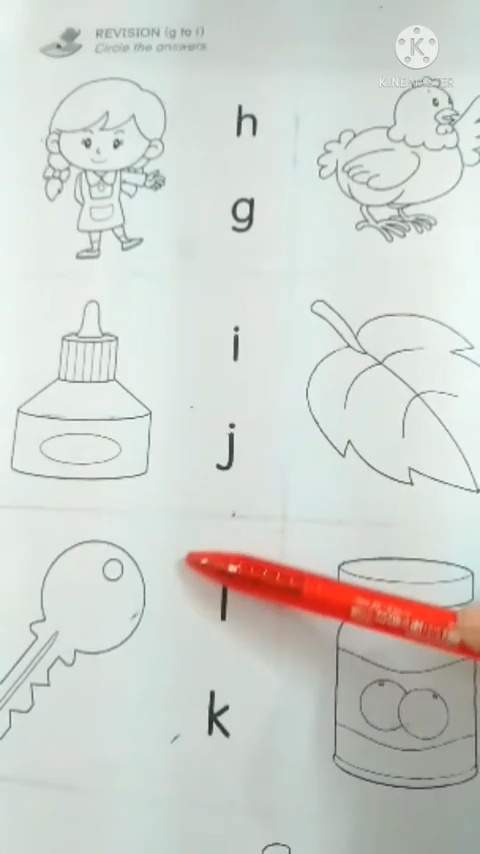 REVISION (g to l)
Circle the answers
K
KINEMASTER
h
g
i
j
l
k